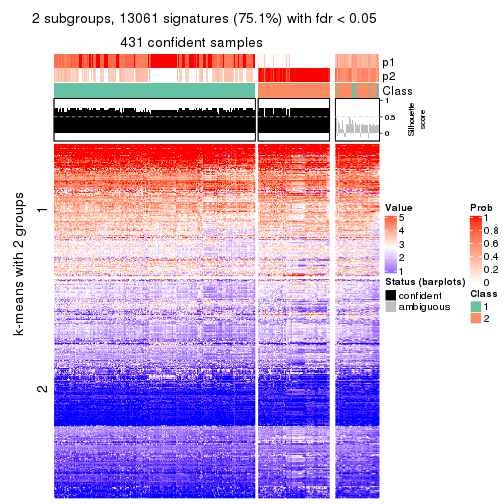 2 subgroups, 13061 signatures (75.1%) with fdr < 0.05
431 confident samples
p1
p2
Class
1
0.5
0
Silhouette
score
k-means with 2 groups
1
2
Value
5
4
3
2
1
Status (barplots)
confident
ambiguous
Prob
1
0.8
0.6
0.4
0.2
0
Class
1
2